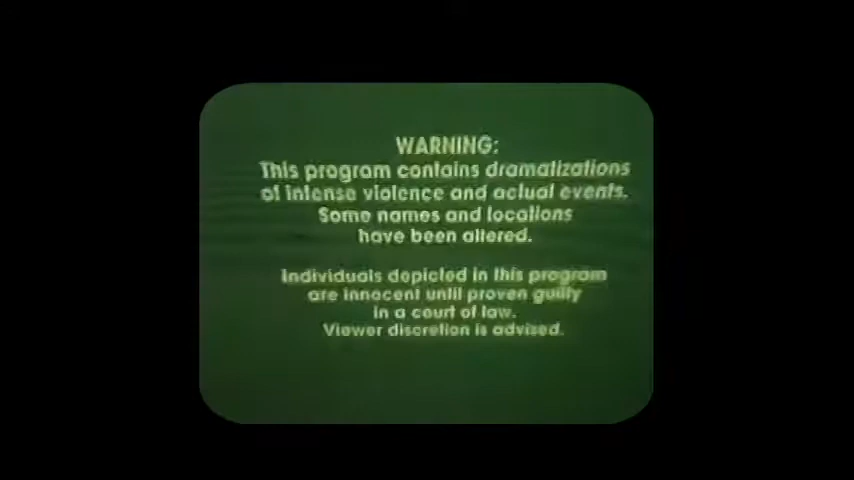 WARNING:
This program contains dramatizations
of intense violence and actual events.
Some names and locations
have been altered.
Individuals depicted in this program
are innocent until proven guilty
in a court of law.
Viewer discretion is advised.